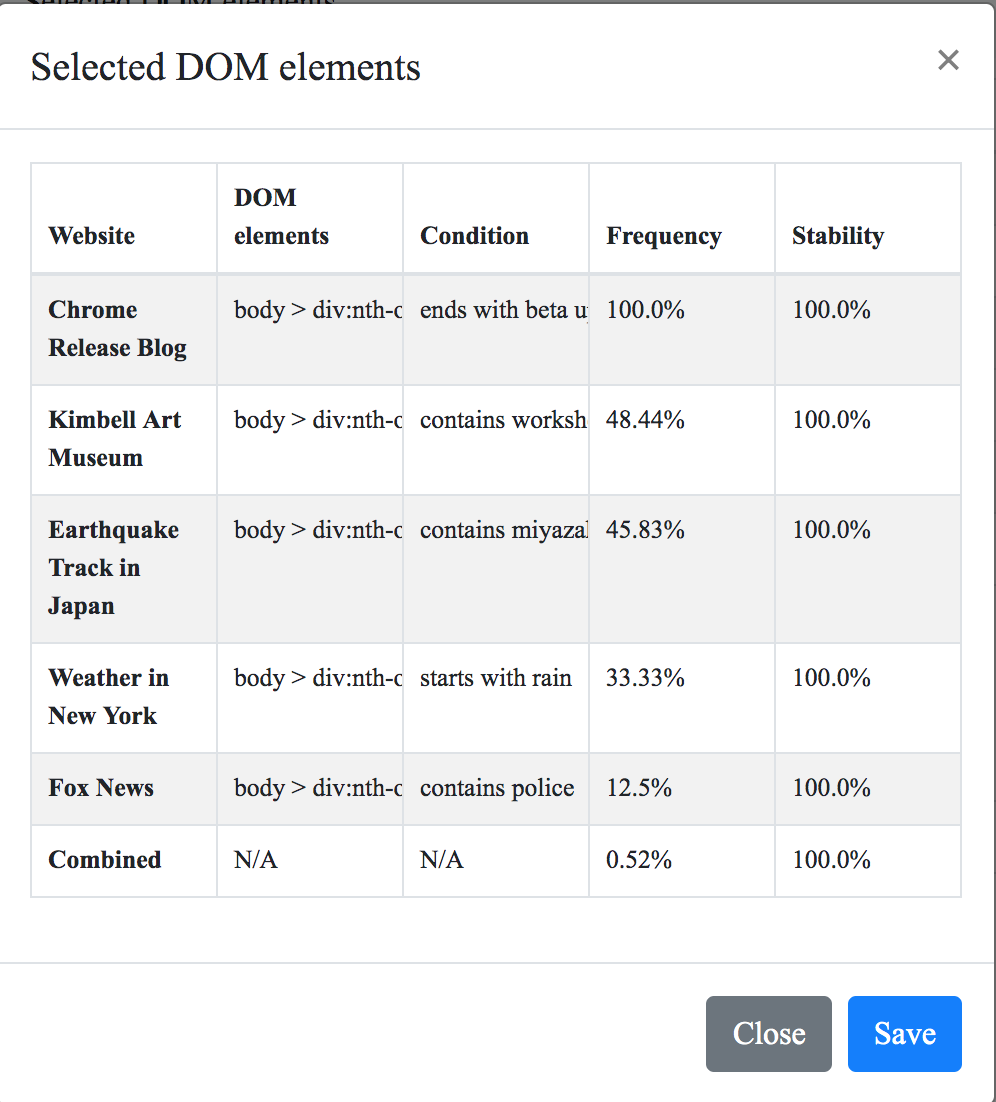 Selected DOM elements
×
DOM
Website elements Condition Frequency Stability
Chrome body > div:nth- ends with beta 100.0% 100.0%
Release Blog
Kimbell Art body > div:nth- contains 48.44% 100.0%
Museum
Earthquake body > div:nth- contains 45.83% 100.0%
Track in
Japan
Weather in body > div:nth- starts with rain 33.33% 100.0%
New York
Fox News body > div:nth- contains police 12.5% 100.0%
Combined N/A N/A 0.52% 100.0%
Close Save